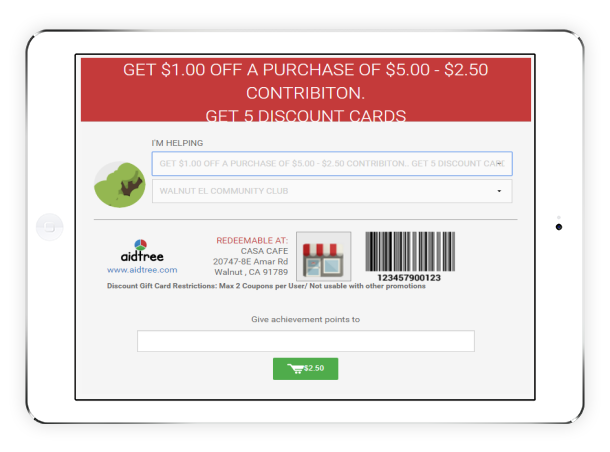 GET $1.00 OFF A PURCHASE OF $5.00 - $2.50
CONTRIBITON.
GET 5 DISCOUNT CARDS
I'M HELPING
GET $1.00 OFF A PURCHASE OF $5.00 - $2.50 CONTRIBITON.. GET 5 DISCOUNT CARD
WALNUT EL COMMUNITY CLUB
aidtree
www.aidtree.com
REDEEMABLE AT:
CASA CAFE
20747-8E Amar Rd
Walnut , CA 91789
123457900123
Discount Gift Card Restrictions: Max 2 Coupons per User/ Not usable with other promotions
Give achievement points to
$2.50